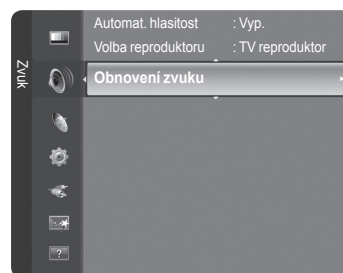 Zvuk
Automat. hlasitost : Vyp.
Volba reproduktoru : TV reproduktor
Obnovení zvuku
?